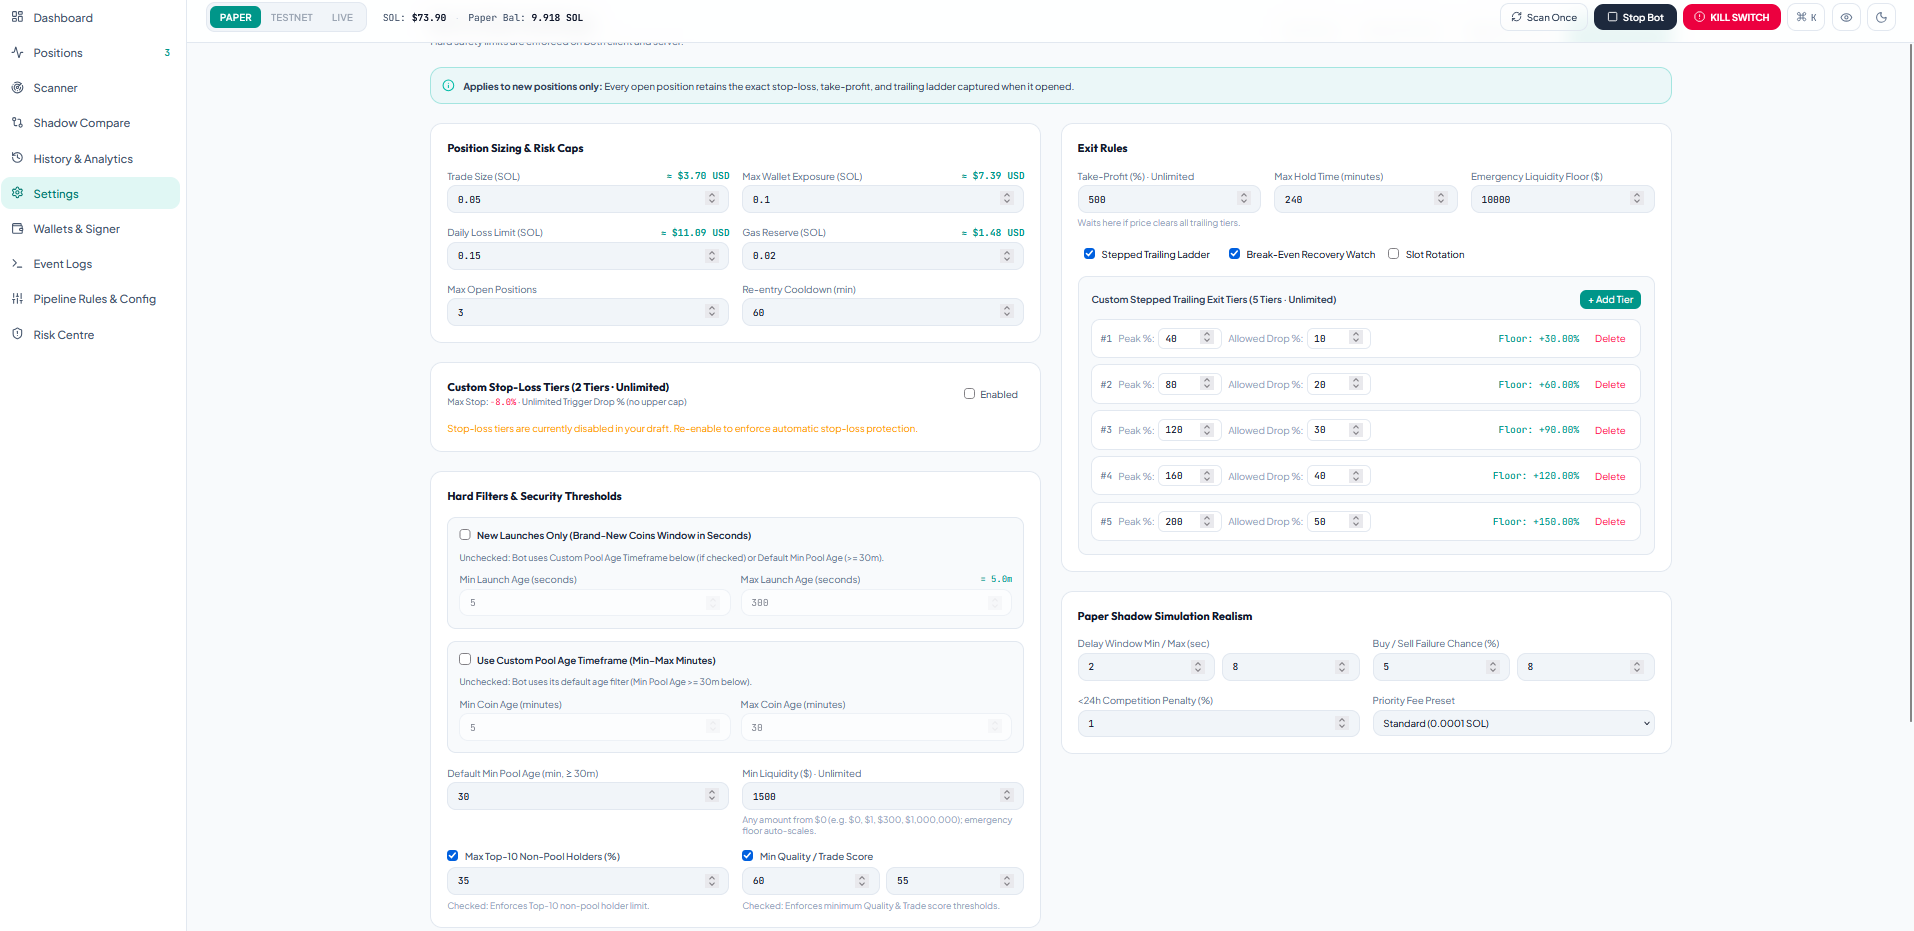 Dashboard
Positions 3
Scanner
Shadow Compare
History & Analytics
Settings
Wallets & Signer
Event Logs
Pipeline Rules & Config
Risk Centre
PAPER TESTNET LIVE SOL: $73.90 · Paper Bal: 9.918 SOL
Scan Once Stop Bot KILL SWITCH ⌘ K
Hard safety limits are enforced on both client and server.
Applies to new positions only: Every open position retains the exact stop-loss, take-profit, and trailing ladder captured when it opened.
Position Sizing & Risk Caps
Trade Size (SOL) ≈ $3.70 USD Max Wallet Exposure (SOL) ≈ $7.39 USD
0.05 0.1
Daily Loss Limit (SOL) ≈ $11.09 USD Gas Reserve (SOL) ≈ $1.48 USD
0.15 0.02
Max Open Positions Re-entry Cooldown (min)
3 60
Custom Stop-Loss Tiers (2 Tiers · Unlimited)
Max Stop: -8.0% · Unlimited Trigger Drop % (no upper cap)
Enabled
Stop-loss tiers are currently disabled in your draft. Re-enable to enforce automatic stop-loss protection.
Hard Filters & Security Thresholds
New Launches Only (Brand-New Coins Window in Seconds)
Unchecked: Bot uses Custom Pool Age Timeframe below (if checked) or Default Min Pool Age (>= 30m).
Min Launch Age (seconds) Max Launch Age (seconds) ≈ 5.0m
5 300
Use Custom Pool Age Timeframe (Min–Max Minutes)
Unchecked: Bot uses its default age filter (Min Pool Age >= 30m below).
Min Coin Age (minutes) Max Coin Age (minutes)
5 30
Default Min Pool Age (min, ≥ 30m) Min Liquidity ($) · Unlimited
30 1500
Any amount from $0 (e.g. $0, $1, $300, $1,000,000); emergency
floor auto-scales.
Max Top-10 Non-Pool Holders (%) Min Quality / Trade Score
35 60 55
Checked: Enforces Top-10 non-pool holder limit. Checked: Enforces minimum Quality & Trade score thresholds.
Exit Rules
Take-Profit (%) · Unlimited Max Hold Time (minutes) Emergency Liquidity Floor ($)
500 240 10000
Waits here if price clears all trailing tiers.
Stepped Trailing Ladder Break-Even Recovery Watch Slot Rotation
Custom Stepped Trailing Exit Tiers (5 Tiers · Unlimited) + Add Tier
#1 Peak %: 40 Allowed Drop %: 10 Floor: +30.00% Delete
#2 Peak %: 80 Allowed Drop %: 20 Floor: +60.00% Delete
#3 Peak %: 120 Allowed Drop %: 30 Floor: +90.00% Delete
#4 Peak %: 160 Allowed Drop %: 40 Floor: +120.00% Delete
#5 Peak %: 200 Allowed Drop %: 50 Floor: +150.00% Delete
Paper Shadow Simulation Realism
Delay Window Min / Max (sec) Buy / Sell Failure Chance (%)
2 8 5 8
<24h Competition Penalty (%) Priority Fee Preset
1 Standard (0.0001 SOL)